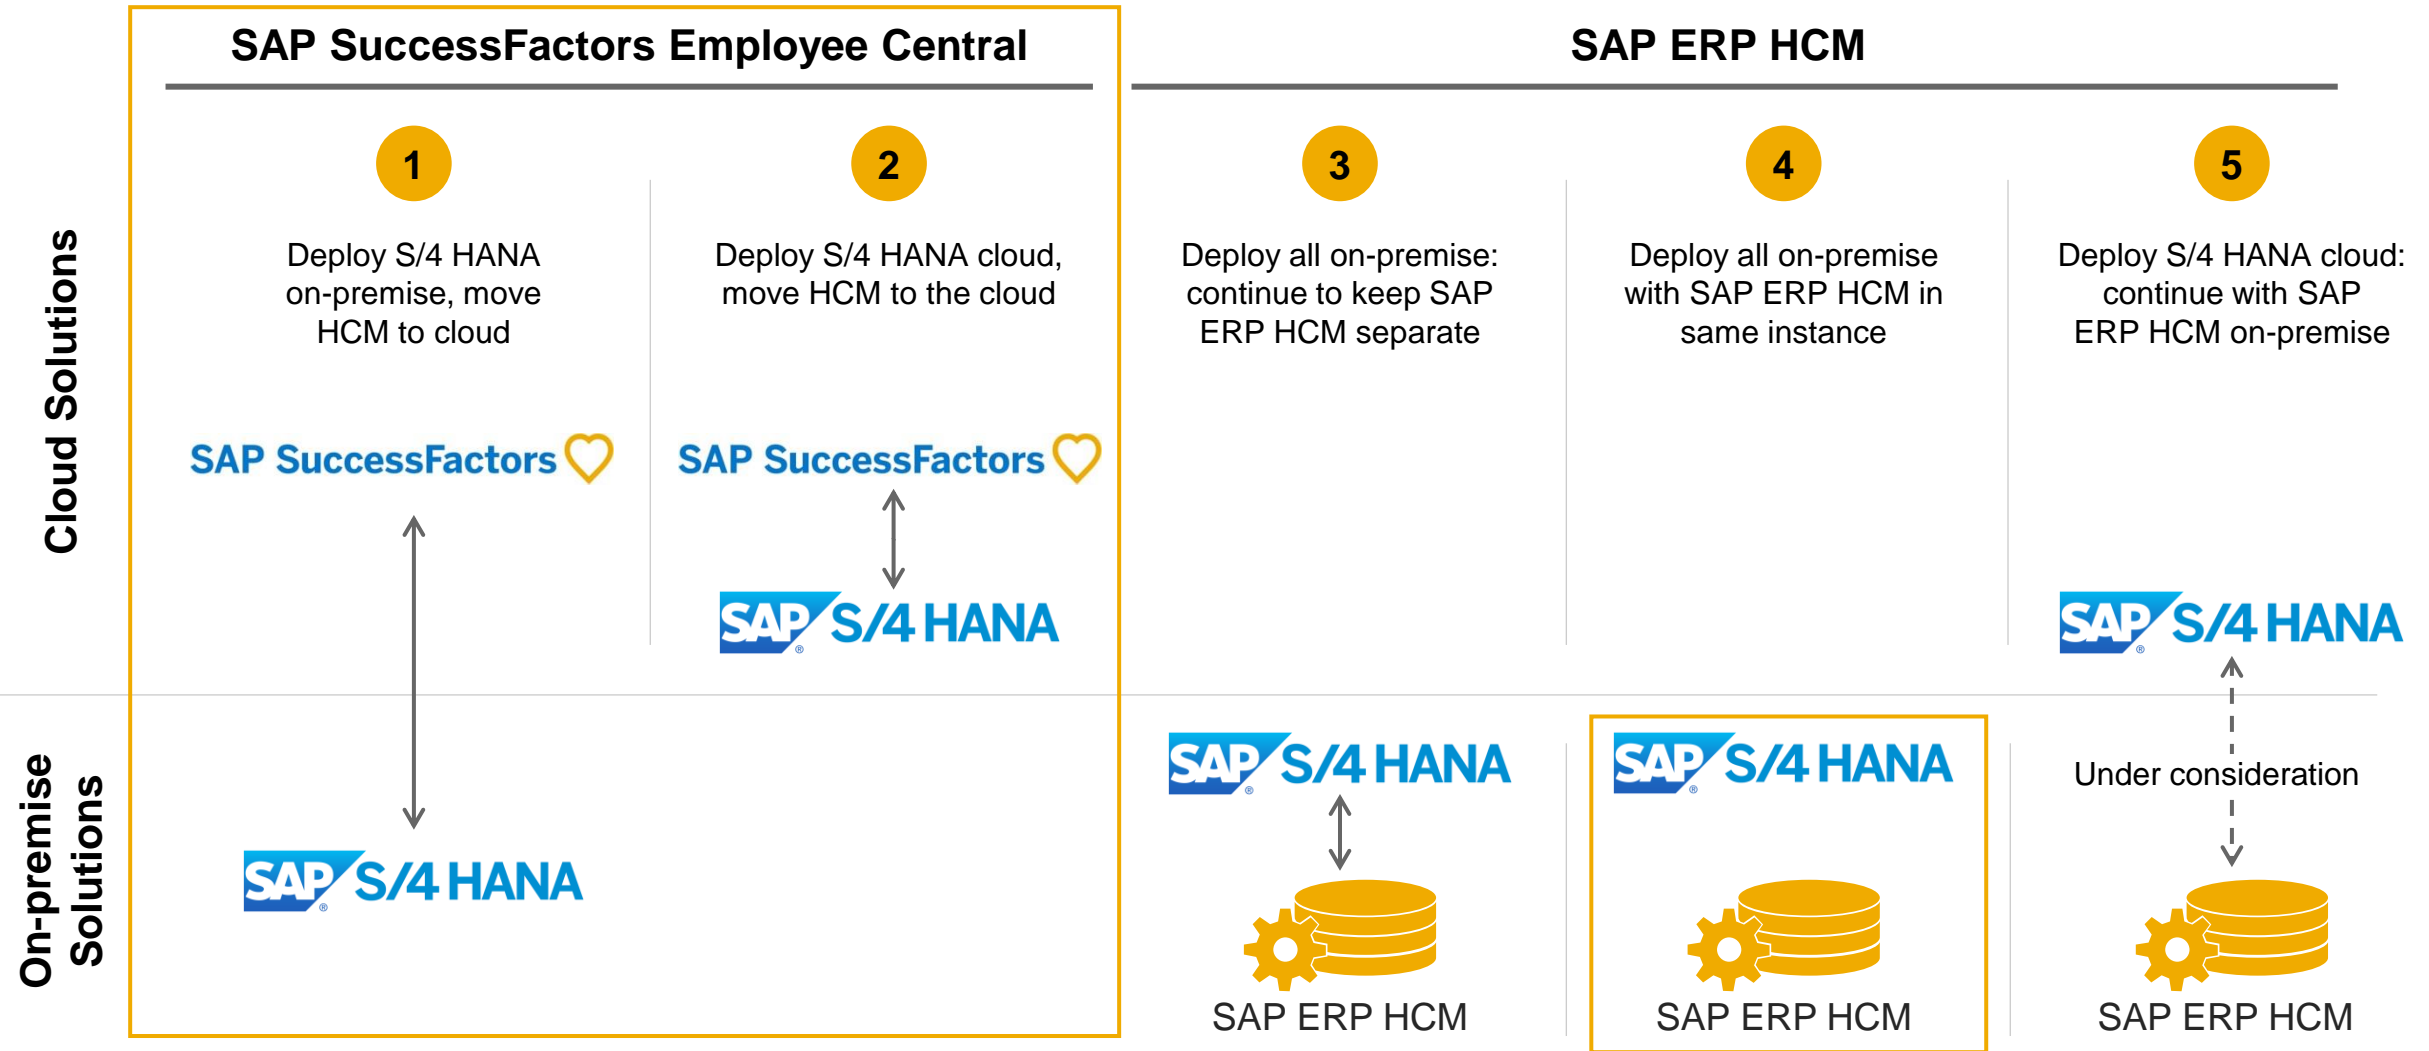 SAP SuccessFactors Employee Central
SAP ERP HCM
Cloud Solutions
1
Deploy S/4 HANA
on-premise, move
HCM to cloud
SAP SuccessFactors
2
Deploy S/4 HANA cloud,
move HCM to the cloud
SAP SuccessFactors
SAP® S/4 HANA
3
Deploy all on-premise:
continue to keep SAP
ERP HCM separate
4
Deploy all on-premise
with SAP ERP HCM in
same instance
5
Deploy S/4 HANA cloud:
continue with SAP
ERP HCM on-premise
SAP® S/4 HANA
On-premise
Solutions
SAP® S/4 HANA
SAP® S/4 HANA
SAP ERP HCM
SAP® S/4 HANA
SAP ERP HCM
Under consideration
SAP ERP HCM